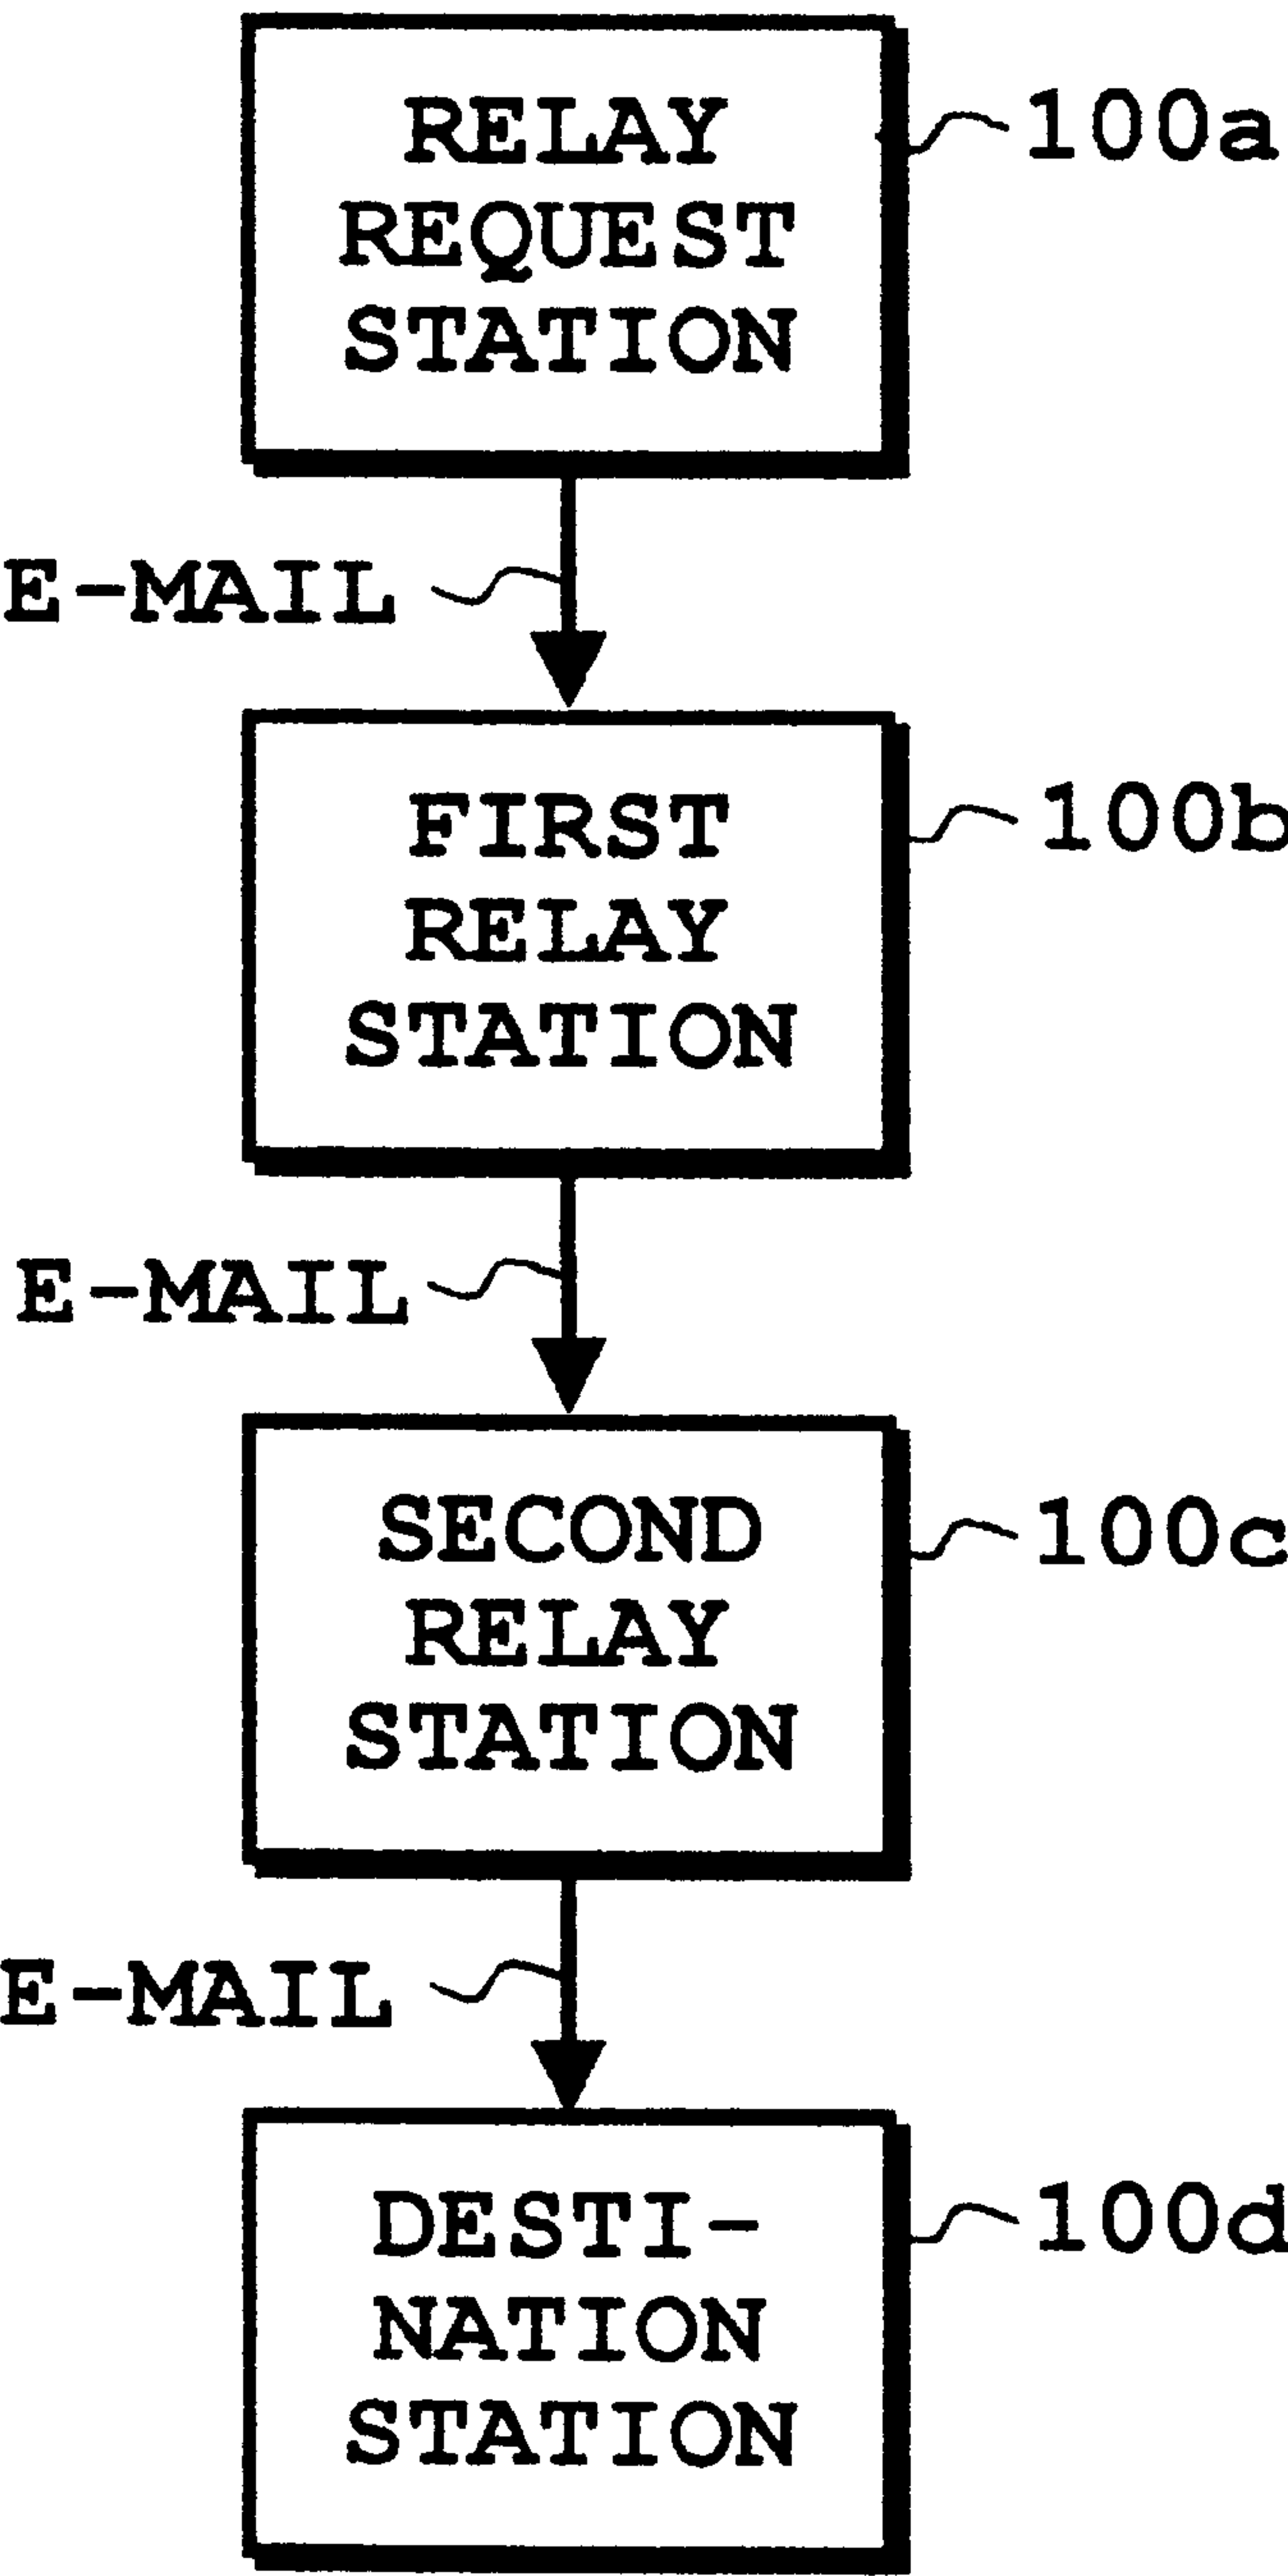 RELAY
REQUEST
STATION
100a
E-MAIL
FIRST
RELAY
STATION
100b
E-MAIL
SECOND
RELAY
STATION
100c
E-MAIL
DESTI-
NATION
STATION
100d